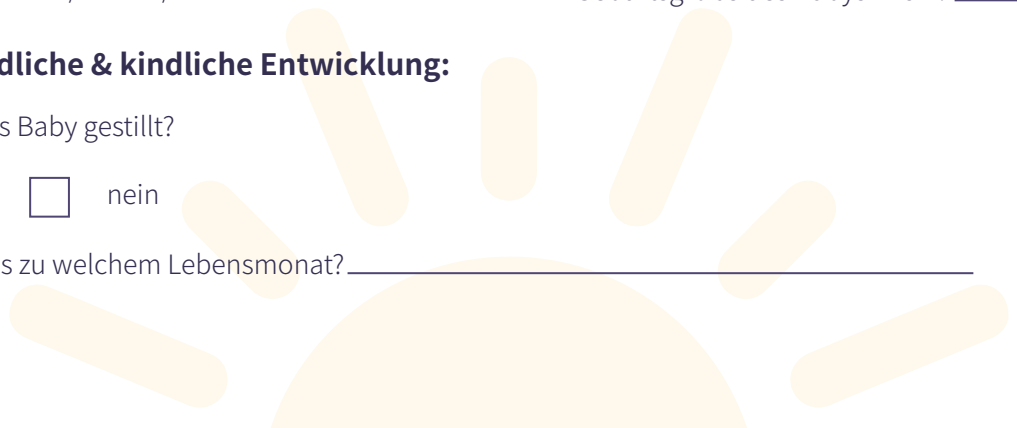 dliche & kindliche Entwicklung:
s Baby gestillt?
nein
s zu welchem Lebensmonat?